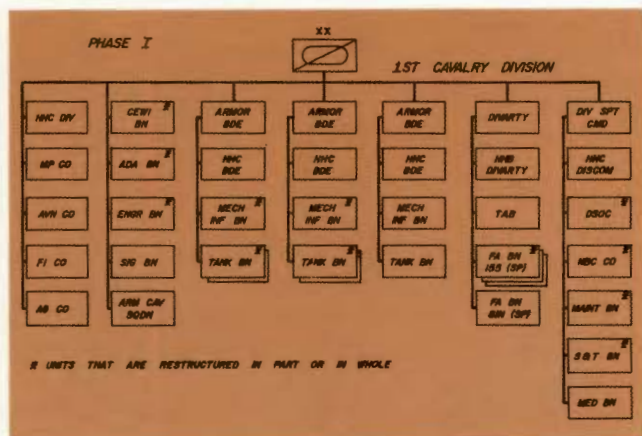 xx
PHASE I
1ST CAVALRY DIVISION
HHC DIV
MP CO
AVN CO
FI CO
AG CO
CEWI BN R
ADA BN R
ENGR BN R
SIG BN
ARM CAV SQDN
ARMOR BDE
HHC BDE
MECH INF BN R
TANK BN R
ARMOR BDE
HHC BDE
MECH INF BN R
TANK BN R
ARMOR BDE
HHC BDE
MECH INF BN
TANK BN
DIVARTY
HHB DIVARTY
TAB
FA BN 155 (SP) R
FA BN 8IN (SP)
DIV SPT CMD
HHC DISCOM
DSOC R
NBC CO R
MAINT BN R
S&T BN R
MED BN
R UNITS THAT ARE RESTRUCTURED IN PART OR IN WHOLE